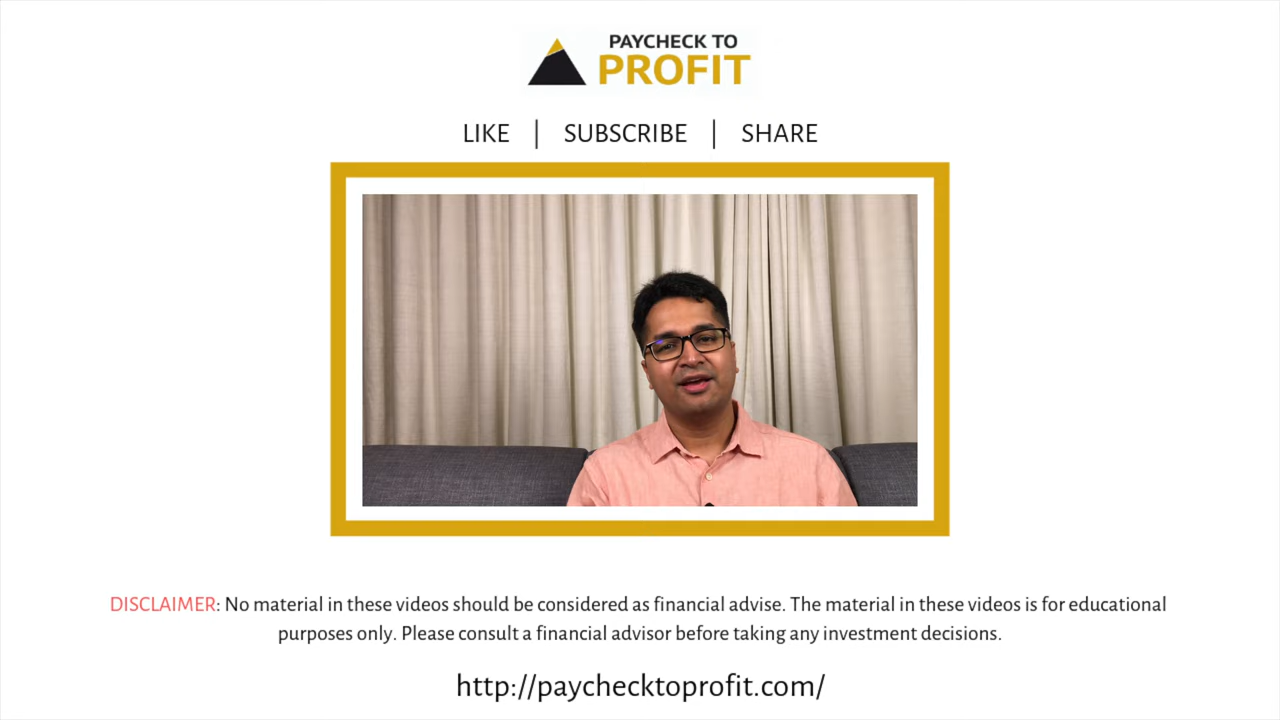 PAYCHECK TO
PROFIT
LIKE | SUBSCRIBE | SHARE
DISCLAIMER: No material in these videos should be considered as financial advise. The material in these videos is for educational
purposes only. Please consult a financial advisor before taking any investment decisions.
http://paychecktoprofit.com/